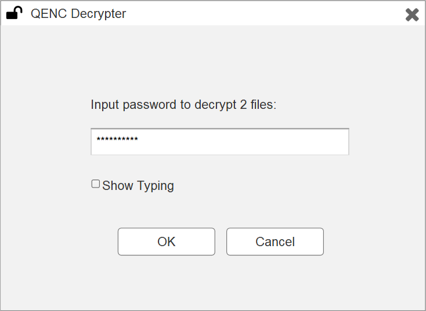 QENC Decrypter
Input password to decrypt 2 files:
**********
Show Typing
OK
Cancel